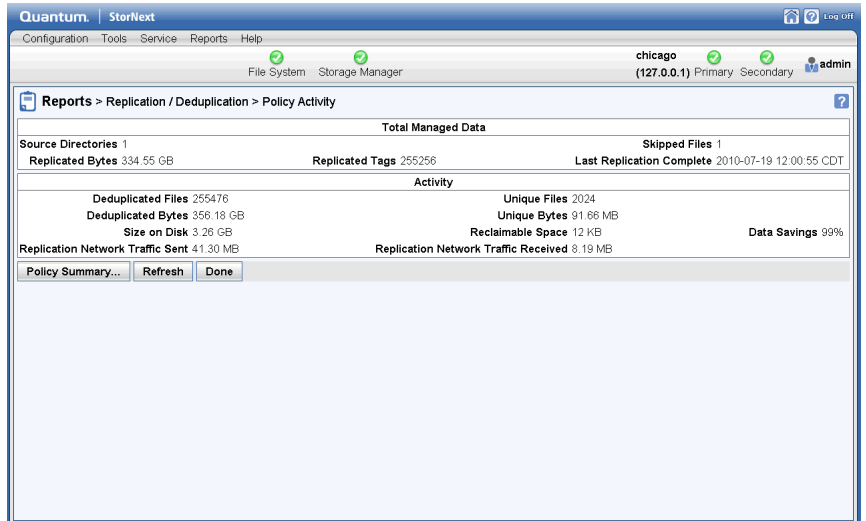 Quantum. | StorNext Log Off
Configuration Tools Service Reports Help
File System Storage Manager
chicago
(127.0.0.1) Primary Secondary
admin
Reports > Replication / Deduplication > Policy Activity ?
Total Managed Data
Source Directories 1 Skipped Files 1
Replicated Bytes 334.55 GB Replicated Tags 255256 Last Replication Complete 2010-07-19 12:00:55 CDT
Activity
Deduplicated Files 255476 Unique Files 2024
Deduplicated Bytes 356.18 GB Unique Bytes 91.66 MB
Size on Disk 3.26 GB Reclaimable Space 12 KB Data Savings 99%
Replication Network Traffic Sent 41.30 MB Replication Network Traffic Received 8.19 MB
Policy Summary... Refresh Done